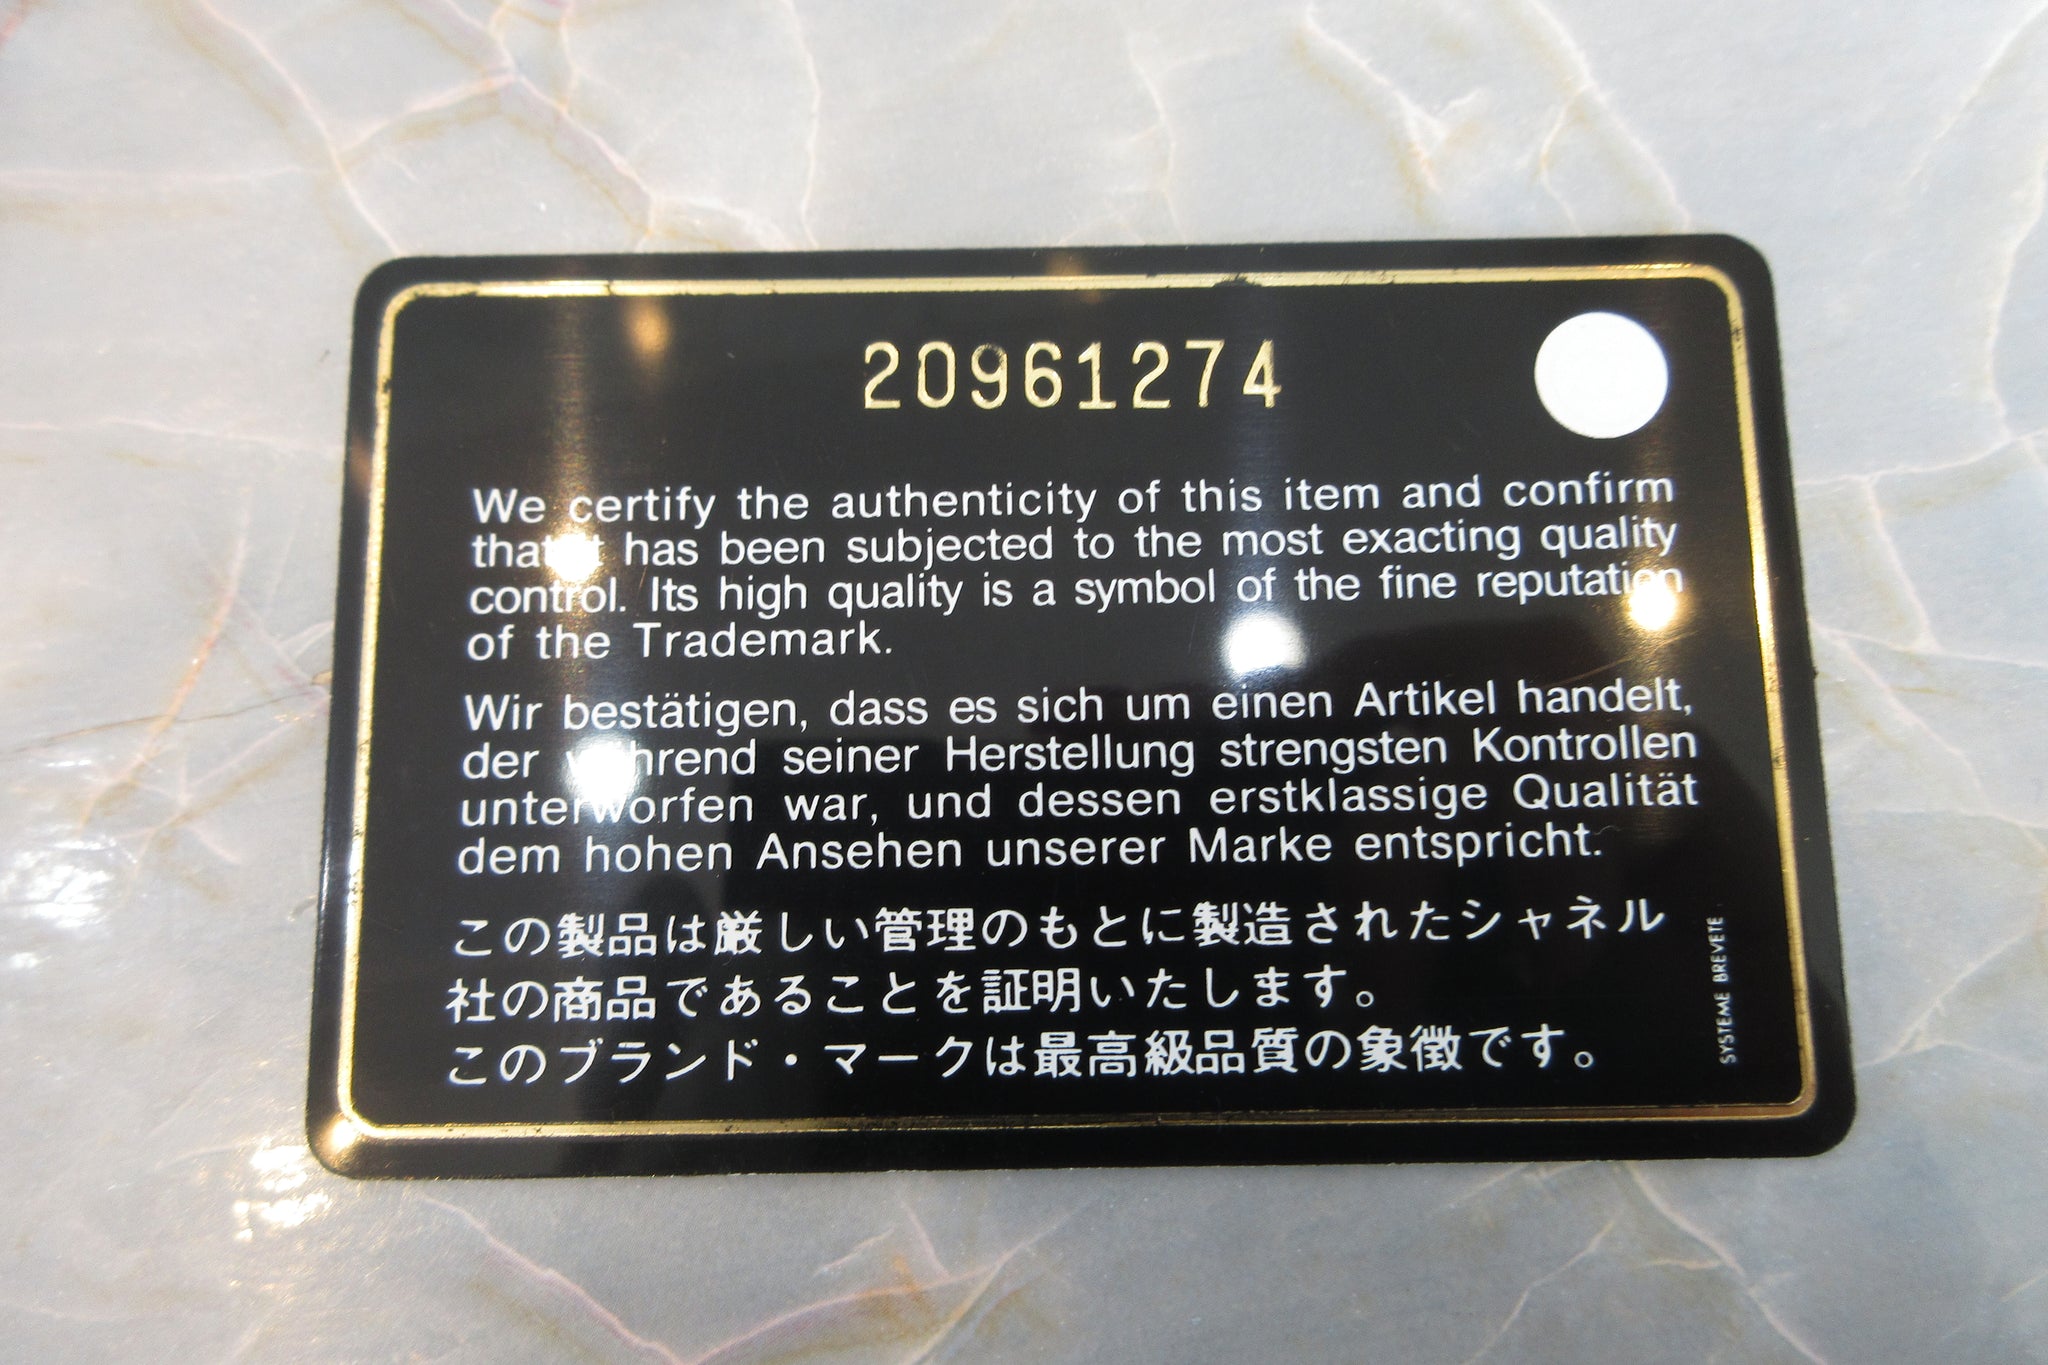 20961274
We certify the authenticity of this item and confirm
that it has been subjected to the most exacting quality
control. Its high quality is a symbol of the fine reputation
of the Trademark.
Wir bestätigen, dass es sich um einen Artikel handelt,
der während seiner Herstellung strengsten Kontrollen
unterworfen war, und dessen erstklassige Qualität
dem hohen Ansehen unserer Marke entspricht.
この製品は厳しい管理のもとに製造されたシャネル
社の商品であることを証明いたします。
このブランド・マークは最高級品質の象徴です。
SYSTEME BREVETE